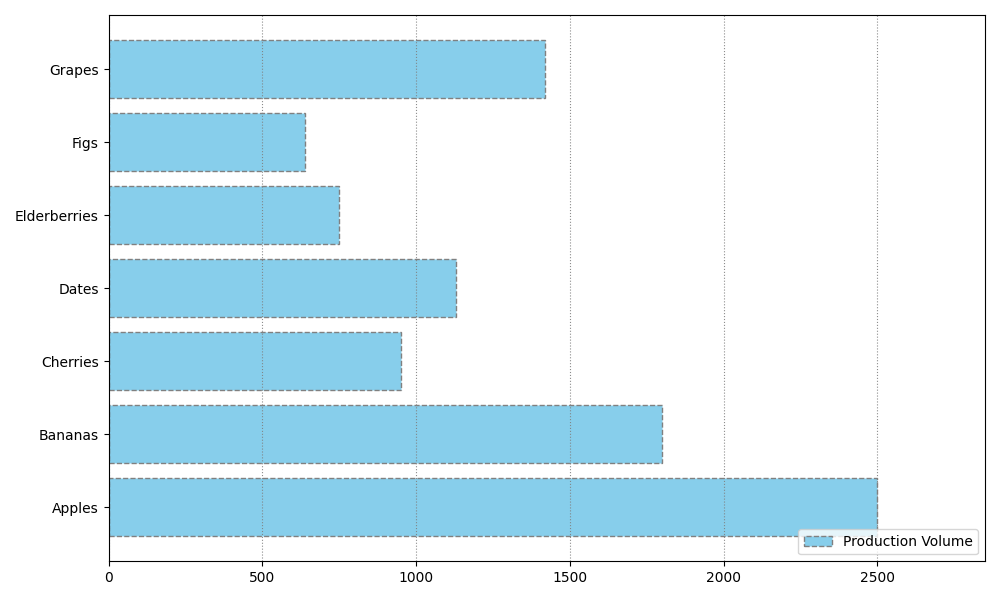 Grapes
Figs
Elderberries
Dates
Cherries
Bananas
Apples
Production Volume
0 500 1000 1500 2000 2500